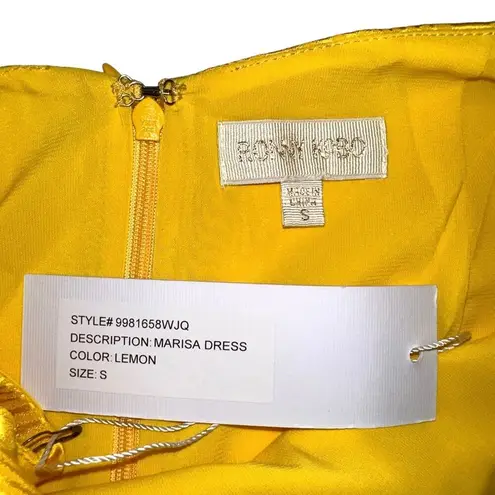 RONNY KOBO
MADE IN
CHINA
S
STYLE# 9981658WJQ
DESCRIPTION: MARISA DRESS
COLOR: LEMON
SIZE: S